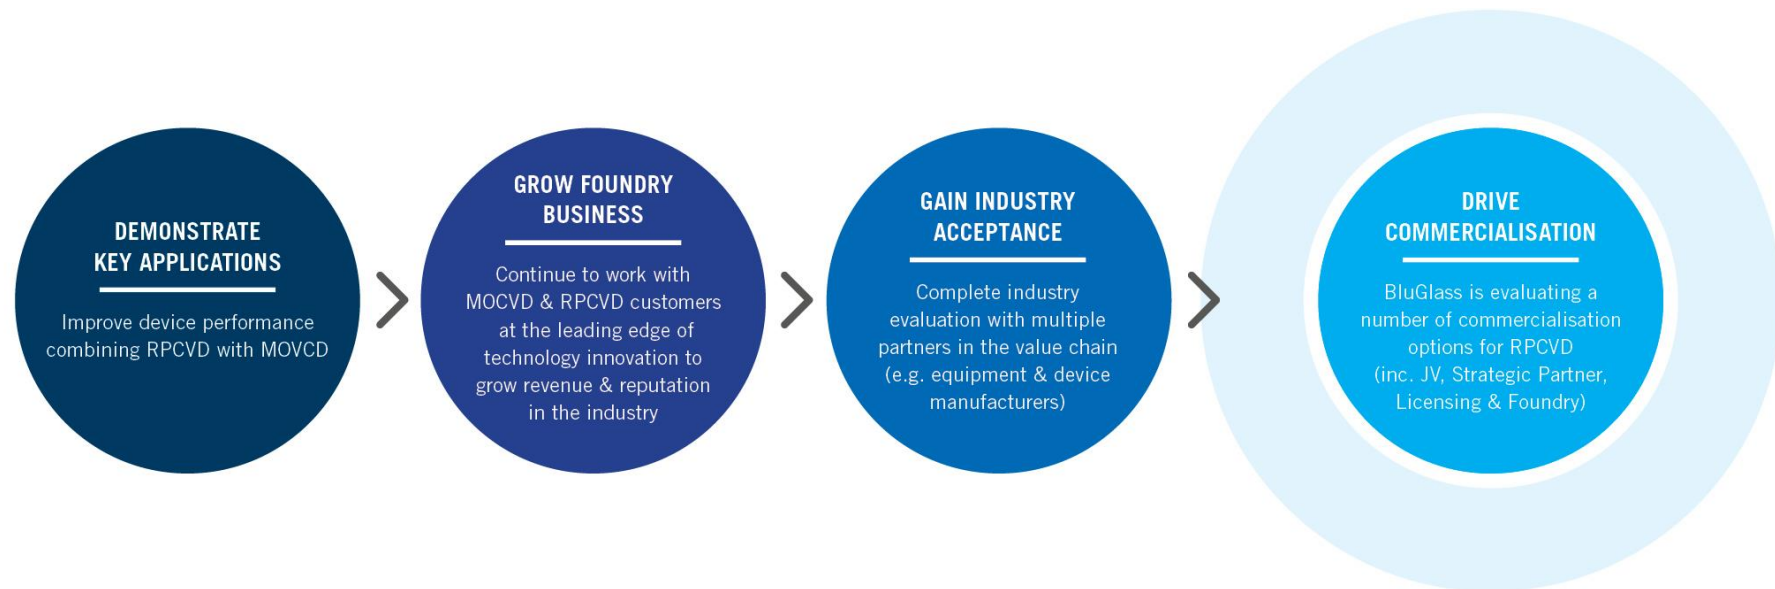 DEMONSTRATE
KEY APPLICATIONS
Improve device performance
combining RPCVD with MOVCD
GROW FOUNDRY
BUSINESS
Continue to work with
MOCVD & RPCVD customers
at the leading edge of
technology innovation to
grow revenue & reputation
in the industry
GAIN INDUSTRY
ACCEPTANCE
Complete industry
evaluation with multiple
partners in the value chain
(e.g. equipment & device
manufacturers)
DRIVE
COMMERCIALISATION
BluGlass is evaluating a
number of commercialisation
options for RPCVD
(inc. JV, Strategic Partner,
Licensing & Foundry)